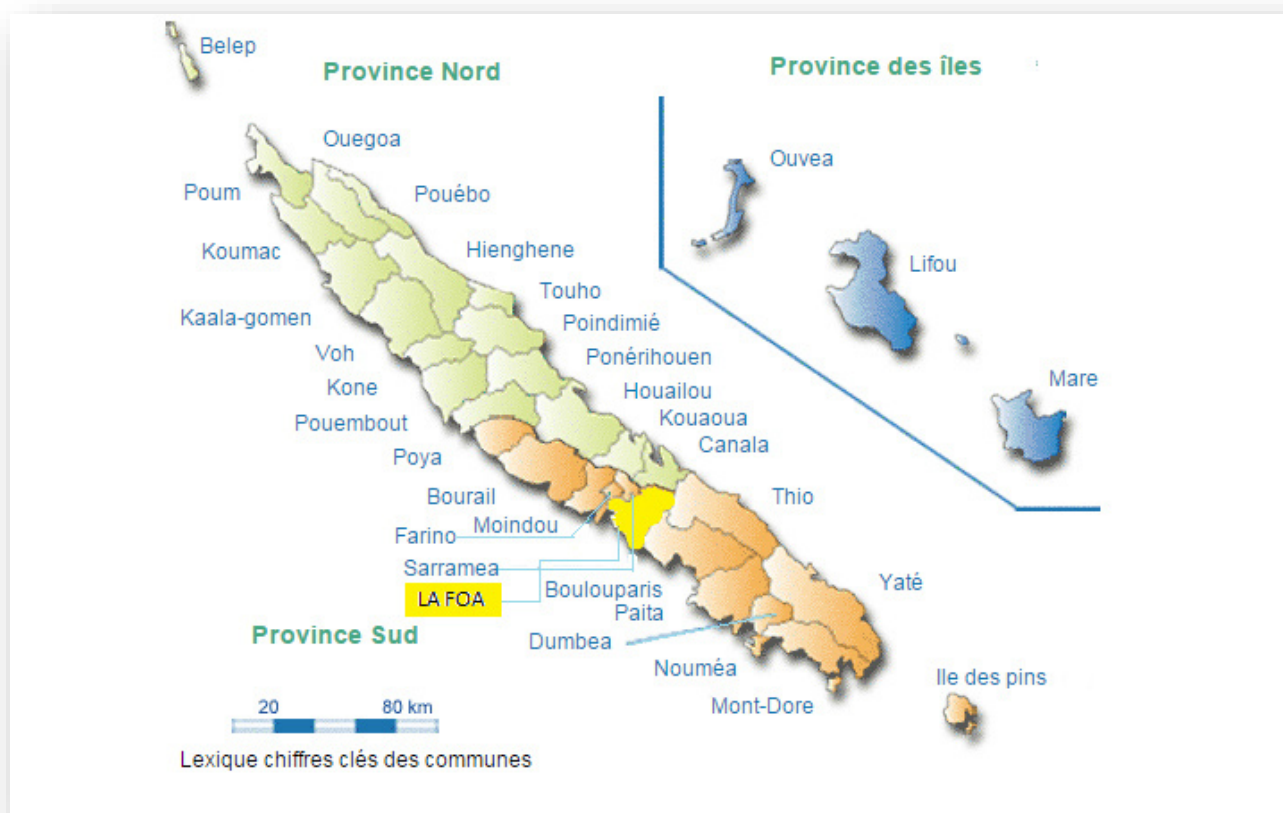 Belep
Province Nord
Province des îles
Ouegoa
Ouvea
Poum
Pouébo
Koumac
Hienghene
Lifou
Touho
Kaala-gomen
Poindimié
Voh
Ponérihouen
Kone
Houailou
Mare
Pouembout
Kouaoua
Canala
Poya
Bourail
Thio
Moindou
Farino
Sarramea
Boulouparis
Yaté
LA FOA
Paita
Province Sud
Dumbea
Nouméa
Ile des pins
Mont-Dore
20 80 km
Lexique chiffres clés des communes